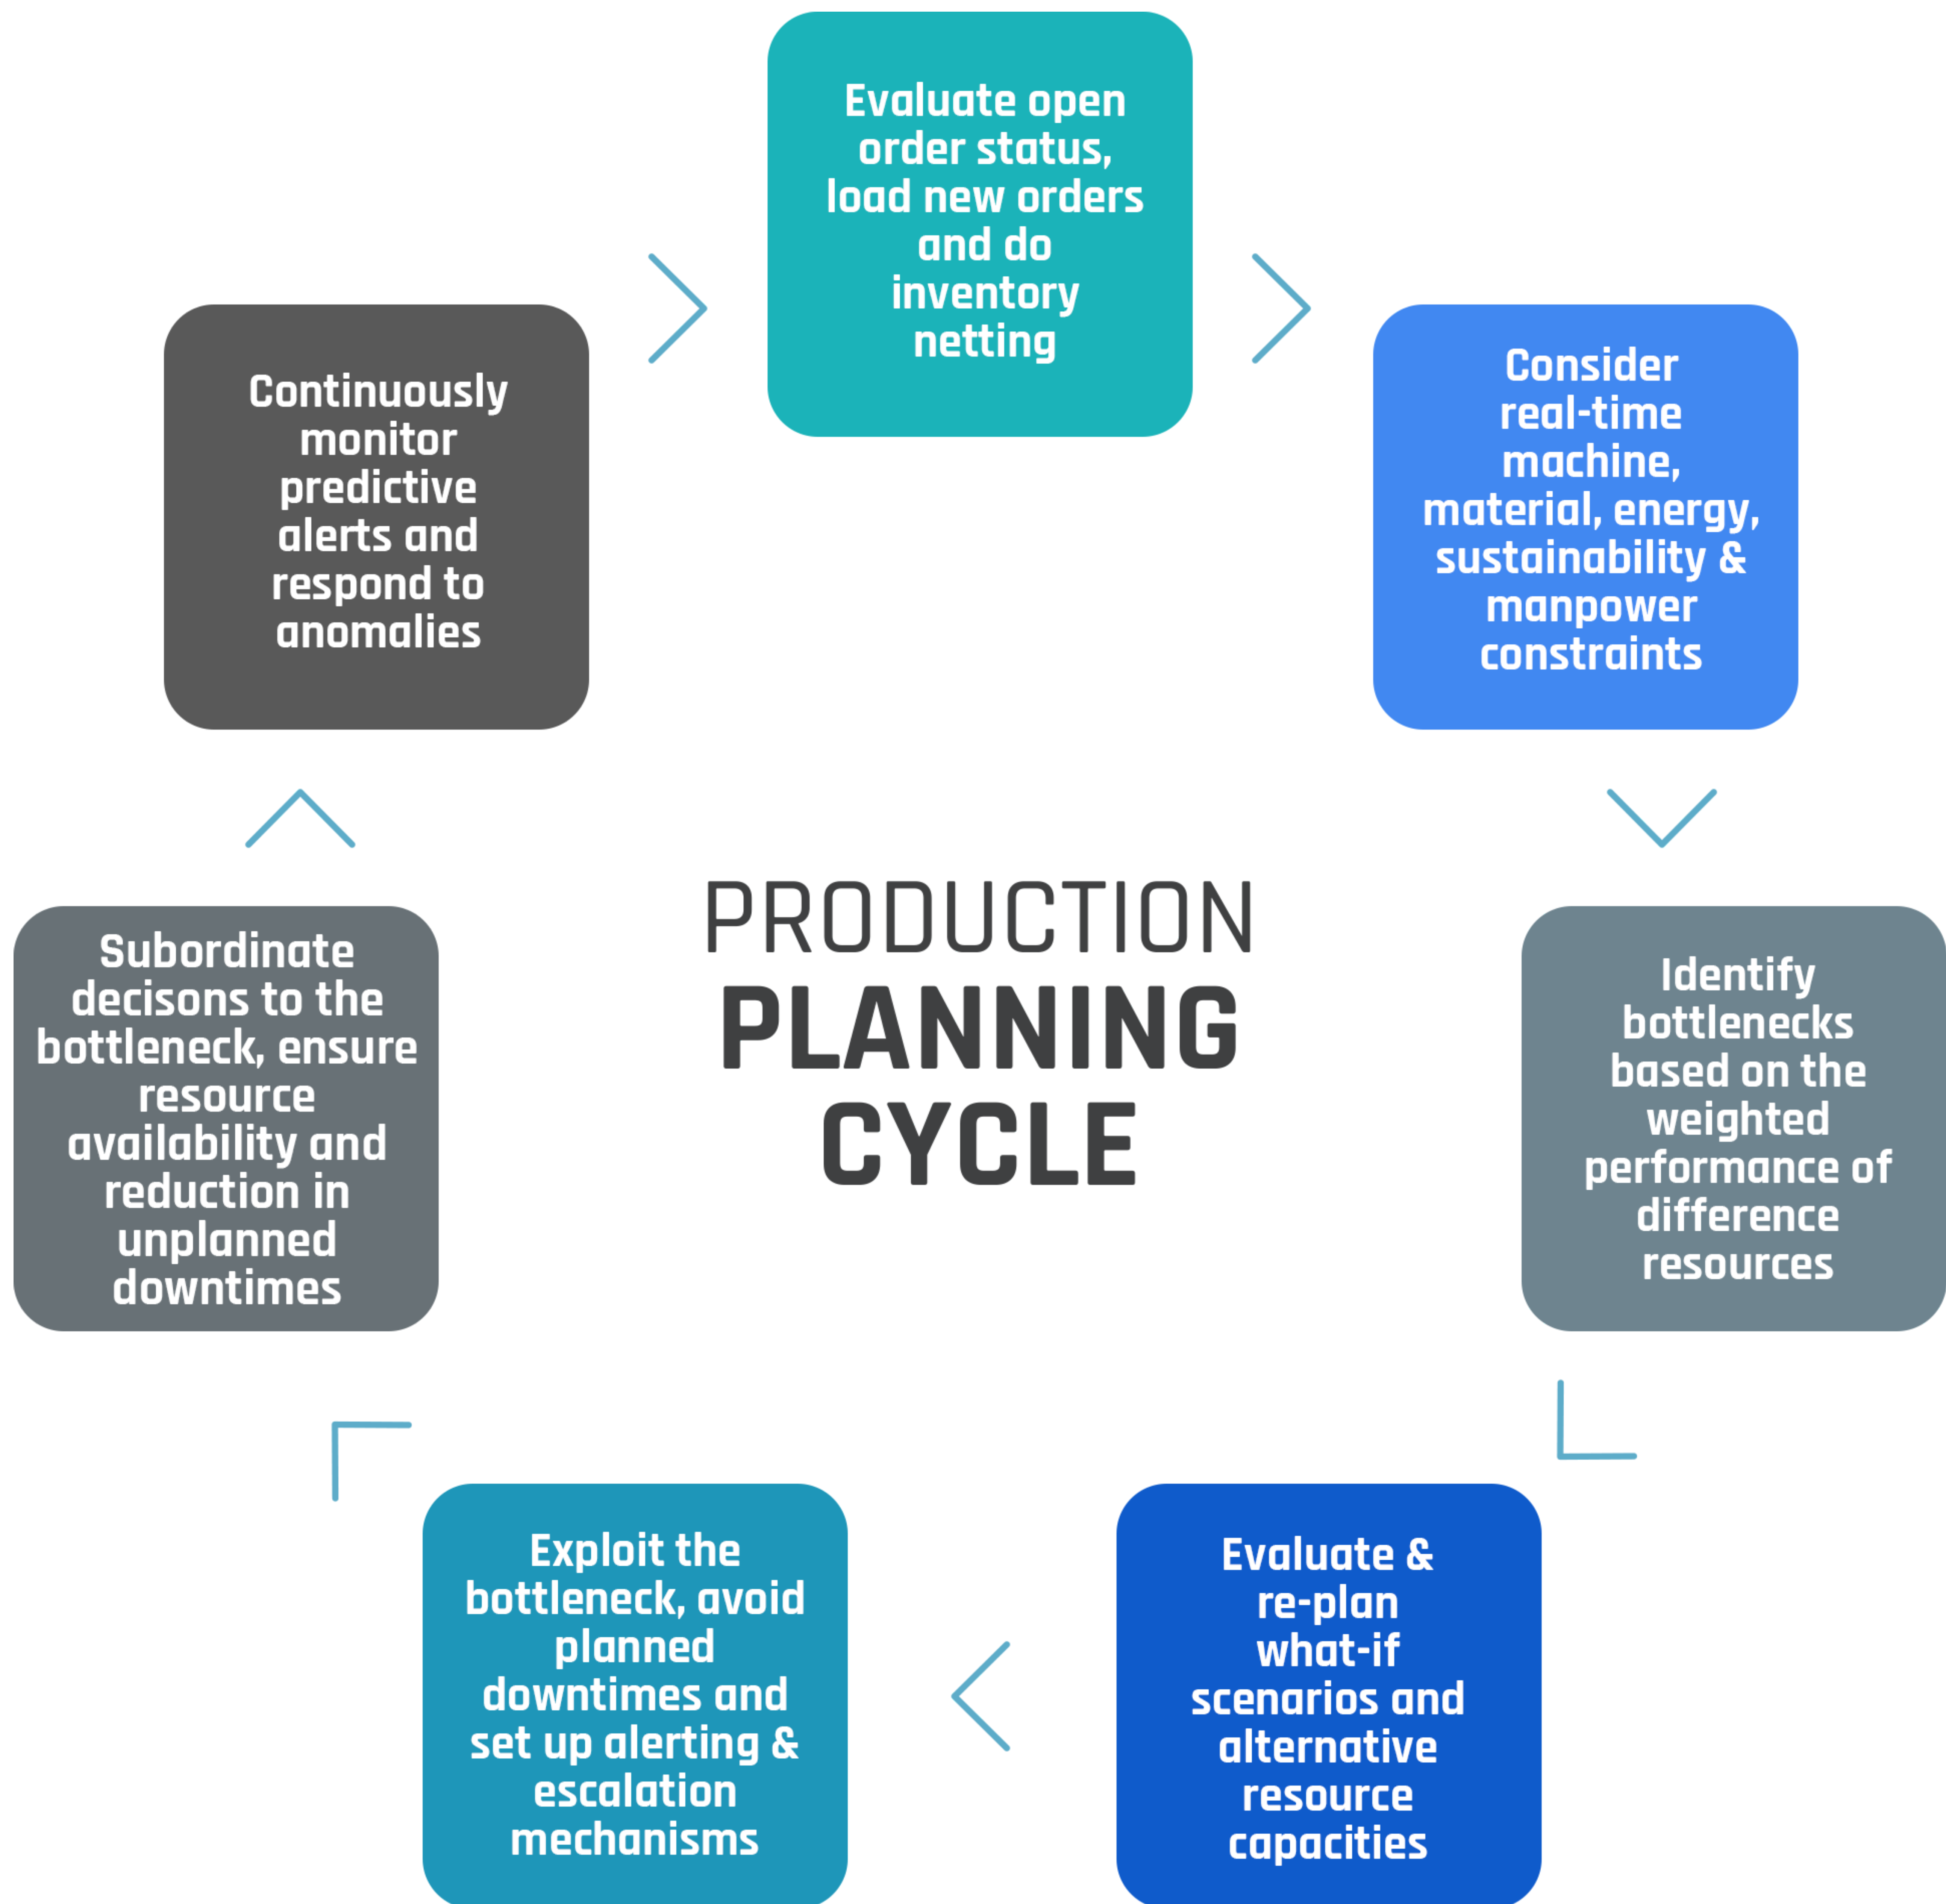 Evaluate open
order status,
load new orders
and do
inventory
netting
Consider
real-time
machine,
material, energy,
sustainability &
manpower
constraints
Identify
bottlenecks
based on the
weighted
performance of
difference
resources
Evaluate &
re-plan
what-if
scenarios and
alternative
resource
capacities
Exploit the
bottleneck, avoid
planned
downtimes and
set up alerting &
escalation
mechanisms
Subordinate
decisons to the
bottleneck, ensure
resource
availability and
reduction in
unplanned
downtimes
Continuously
monitor
predictive
alerts and
respond to
anomalies
PRODUCTION
PLANNING
CYCLE